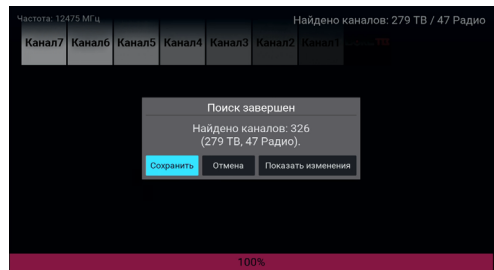 Частота: 12475 МГц
Найдено каналов: 279 ТВ / 47 Радио
Канал7 Канал6 Канал5 Канал4 Канал3 Канал2 Канал1
Поиск завершен
Найдено каналов: 326
(279 ТВ, 47 Радио).
Сохранить Отмена Показать изменения
100%